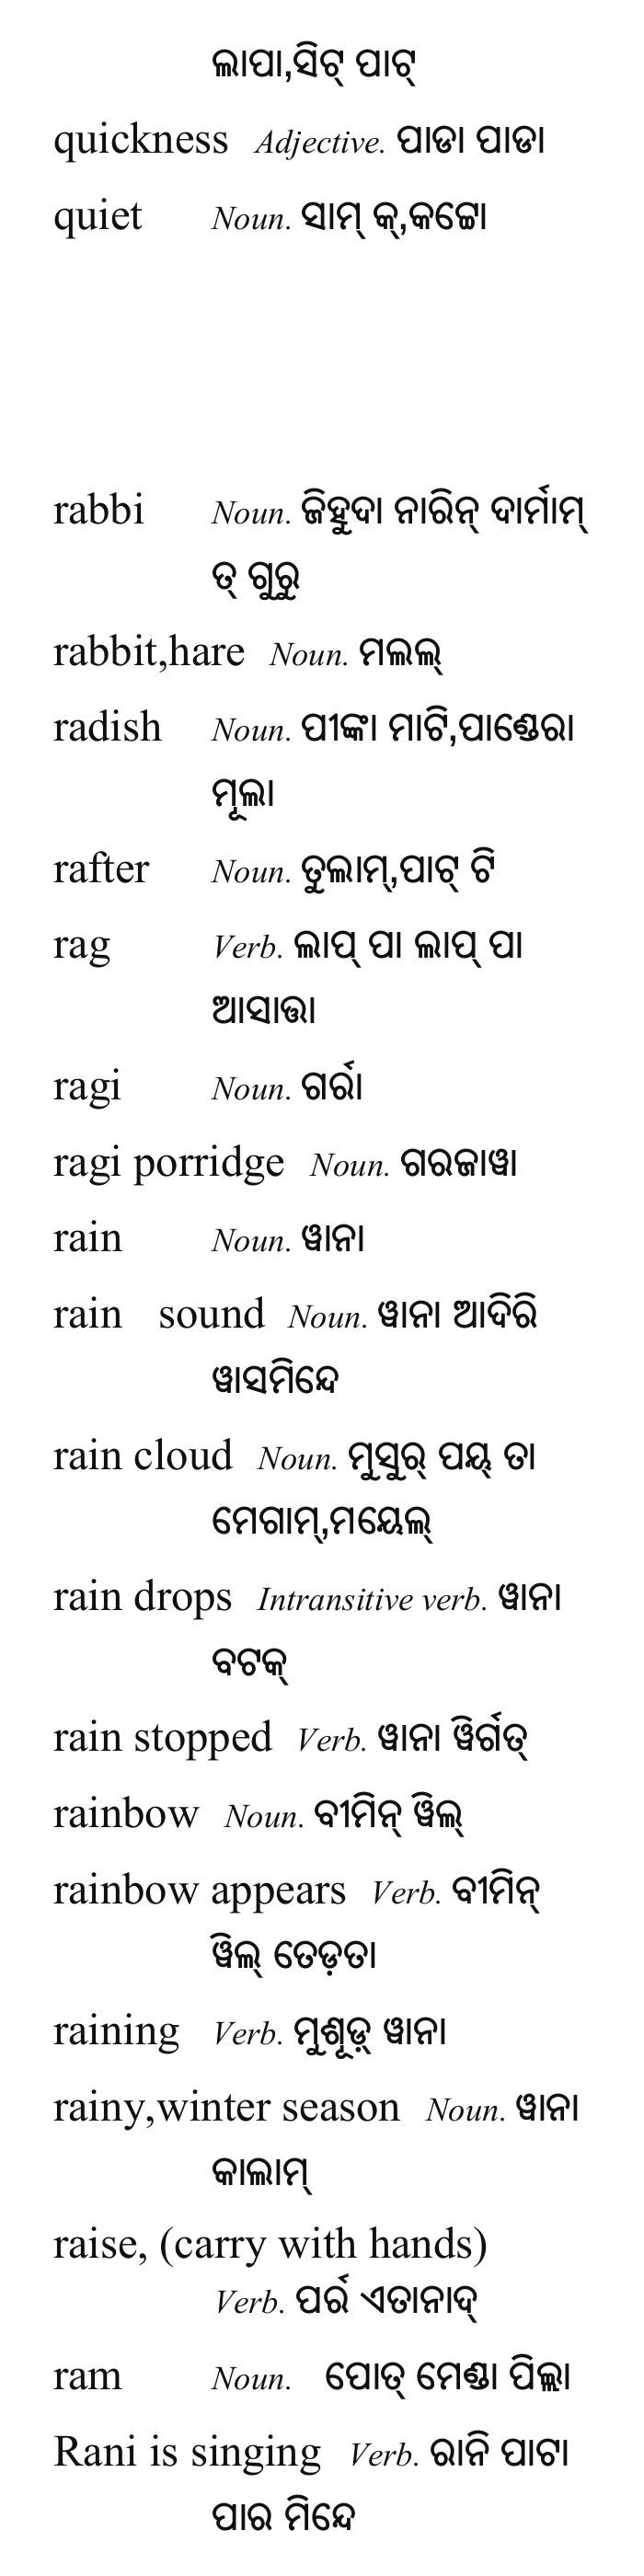 ଲାପା,ସିଟ୍ ପାଟ୍
quickness Adjective. ପାଡା ପାଡା
quiet Noun. ସାମ୍ କ୍,କଟ୍ଟୋ
rabbi Noun. ଜିହୁଦା ନାରିନ୍ ଦାର୍ମାମ୍
ତ୍ ଗୁରୁ
rabbit,hare Noun. ମଲଲ୍
radish Noun. ପୀଙ୍କା ମାଟି,ପାଣ୍ଡେରା
ମୂଲା
rafter Noun. ତୁଲାମ୍,ପାଟ୍ ଟି
rag Verb. ଲାପ୍ ପା ଲାପ୍ ପା
ଆସାତ୍ତା
ragi Noun. ଗର୍ରା
ragi porridge Noun. ଗରଜାୱା
rain Noun. ୱାନା
rain sound Noun. ୱାନା ଆଦିରି
ୱାସମିନ୍ଦେ
rain cloud Noun. ମୁସୁର୍ ପୟ୍ ତା
ମେଗାମ୍,ମୟେଲ୍
rain drops Intransitive verb. ୱାନା
ବଟକ୍
rain stopped Verb. ୱାନା ୱିର୍ଗତ୍
rainbow Noun. ବୀମିନ୍ ୱିଲ୍
rainbow appears Verb. ବୀମିନ୍
ୱିଲ୍ ତେଡ଼ତା
raining Verb. ମୁଶୂଡ଼୍ ୱାନା
rainy,winter season Noun. ୱାନା
କାଲାମ୍
raise, (carry with hands)
Verb. ପର୍ର ଏତାନାଦ୍
ram Noun. ପୋତ୍ ମେଣ୍ଡା ପିଲ୍ଲା
Rani is singing Verb. ରାନି ପାଟା
ପାର ମିନ୍ଦେ